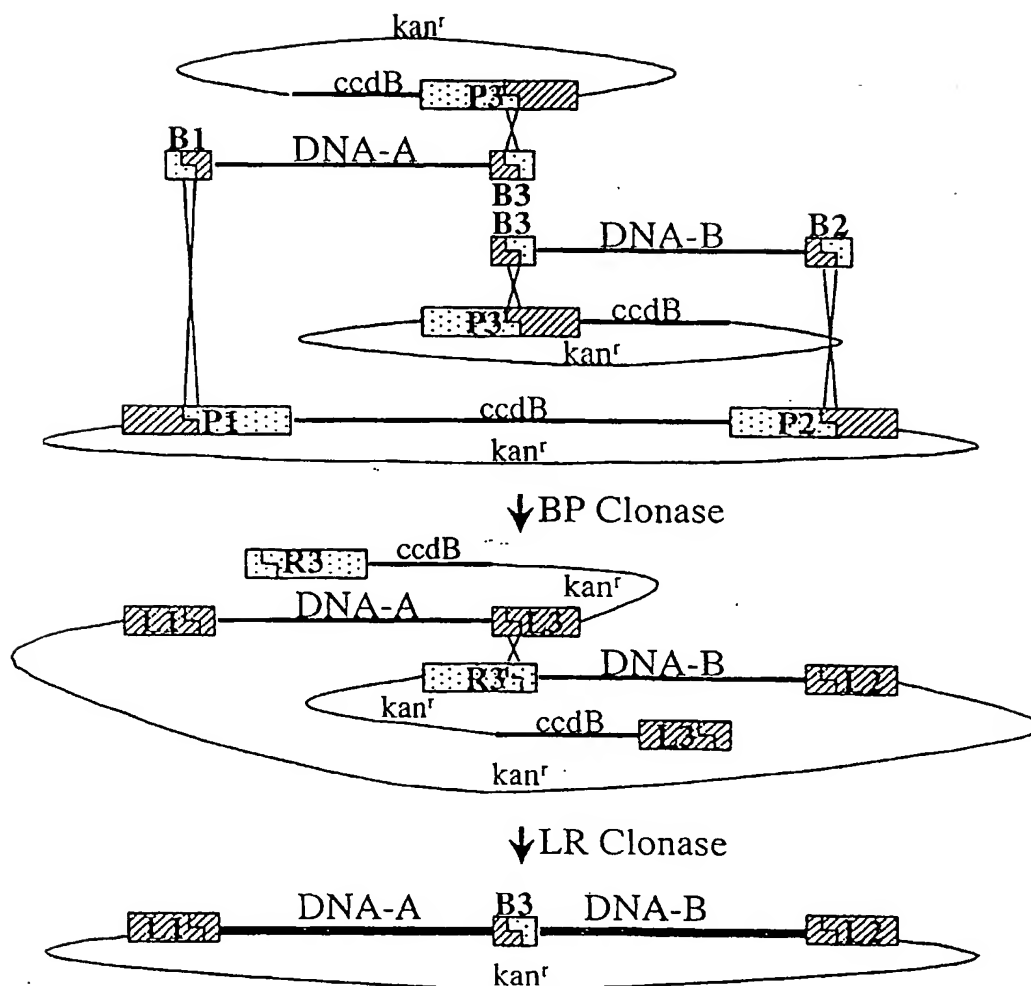 kanʳ
ccdB
P3
B1
DNA-A
B3
B3
DNA-B
B2
P3
ccdB
kanʳ
P1
ccdB
P2
kanʳ
BP Clonase
R3
ccdB
kanʳ
L1
DNA-A
L3
R3
DNA-B
L2
kanʳ
ccdB
L3
kanʳ
LR Clonase
L1
DNA-A
B3
DNA-B
L2
kanʳ